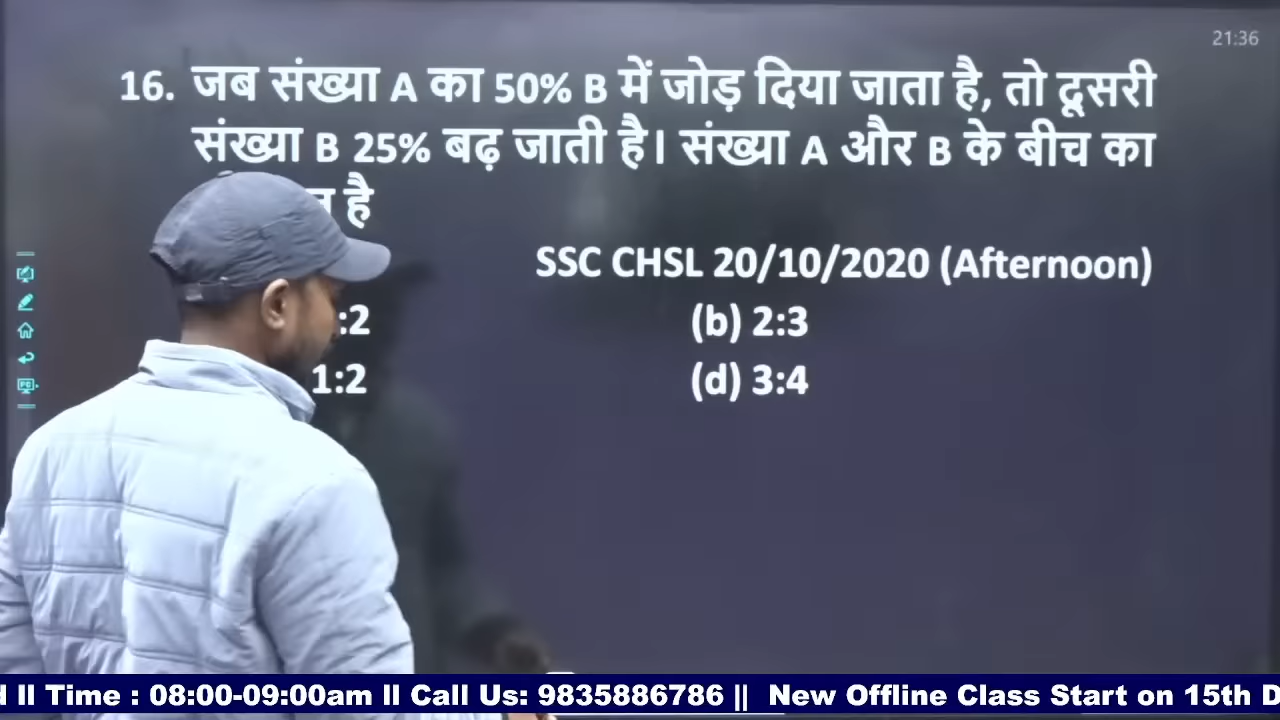 21:36
16. जब संख्या A का 50% B में जोड़ दिया जाता है, तो दूसरी
संख्या B 25% बढ़ जाती है। संख्या A और B के बीच का
है
SSC CHSL 20/10/2020 (Afternoon)
:2 (b) 2:3
1:2 (d) 3:4
II Time : 08:00-09:00am II Call Us: 9835886786 || New Offline Class Start on 15th